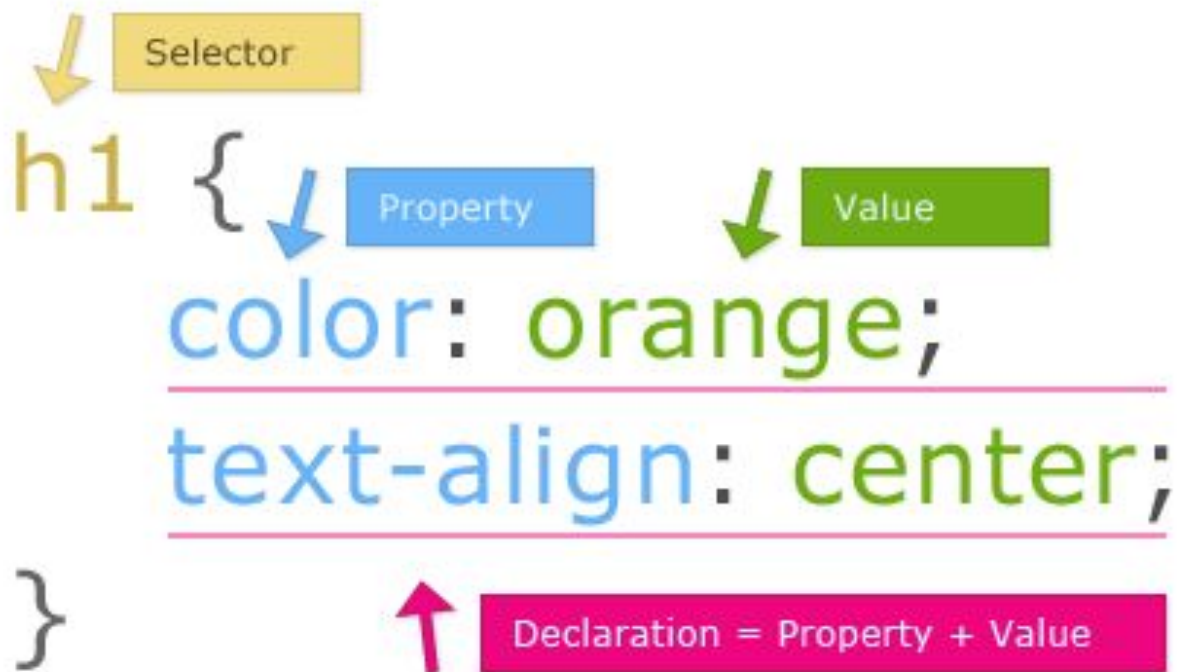 Selector
h1 {
Property
Value
color: orange;
text-align: center;
}
Declaration = Property + Value